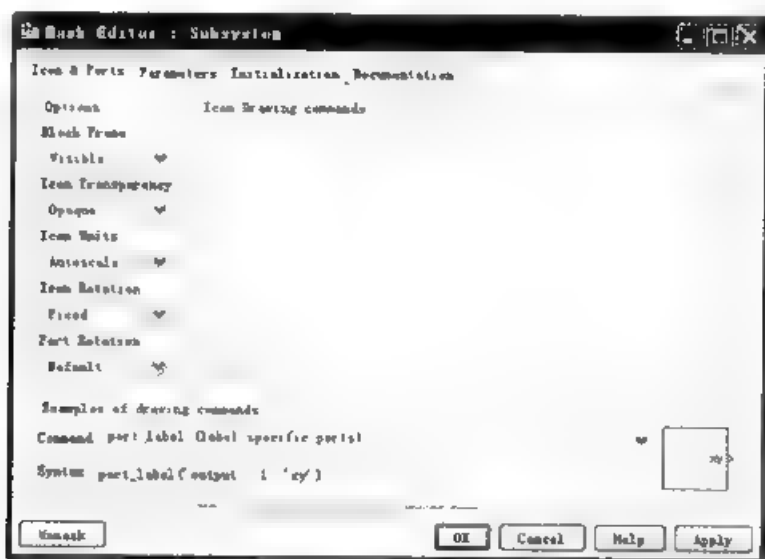 Mask Editor : Subsystem
Icon & Ports Parameters Initialization Documentation
Options Icon Drawing commands
Block Frame
Visible
Icon Transparency
Opaque
Icon Units
Autoscale
Icon Rotation
Fixed
Port Rotation
Default
Examples of drawing commands
Command port_label (label specific ports)
xy
Syntax port_label('output 1 'xy')
Unmask OK Cancel Help Apply